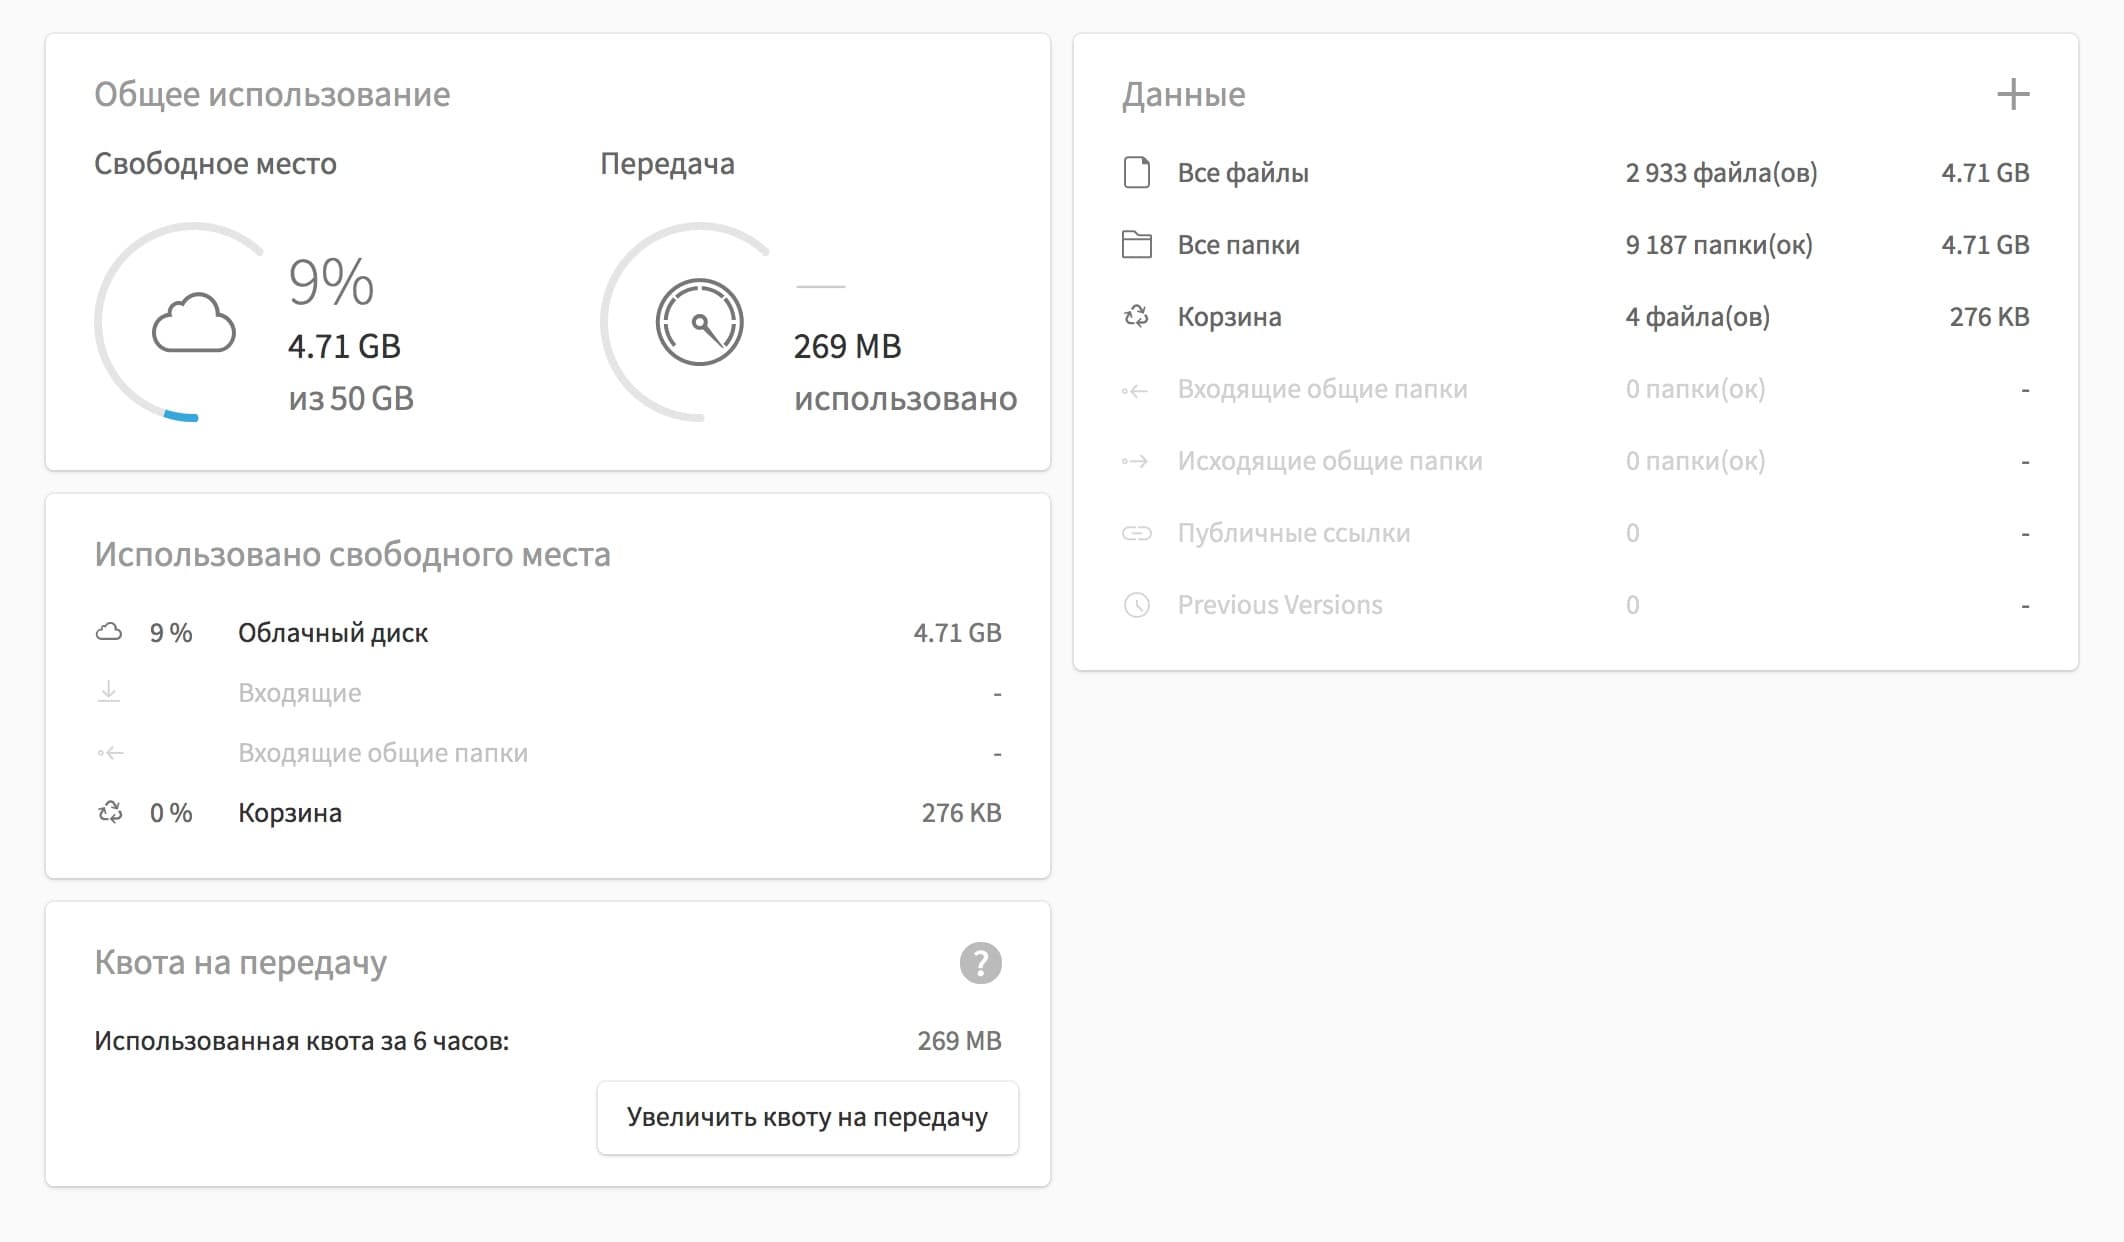 Общее использование
Свободное место
9%
4.71 GB
из 50 GB
Передача
269 MB
использовано
Использовано свободного места
9 % Облачный диск 4.71 GB
Входящие -
Входящие общие папки -
0 % Корзина 276 KB
Квота на передачу ?
Использованная квота за 6 часов: 269 MB
Увеличить квоту на передачу
Данные
Все файлы 2 933 файла(ов) 4.71 GB
Все папки 9 187 папки(ок) 4.71 GB
Корзина 4 файла(ов) 276 KB
Входящие общие папки 0 папки(ок) -
Исходящие общие папки 0 папки(ок) -
Публичные ссылки 0 -
Previous Versions 0 -